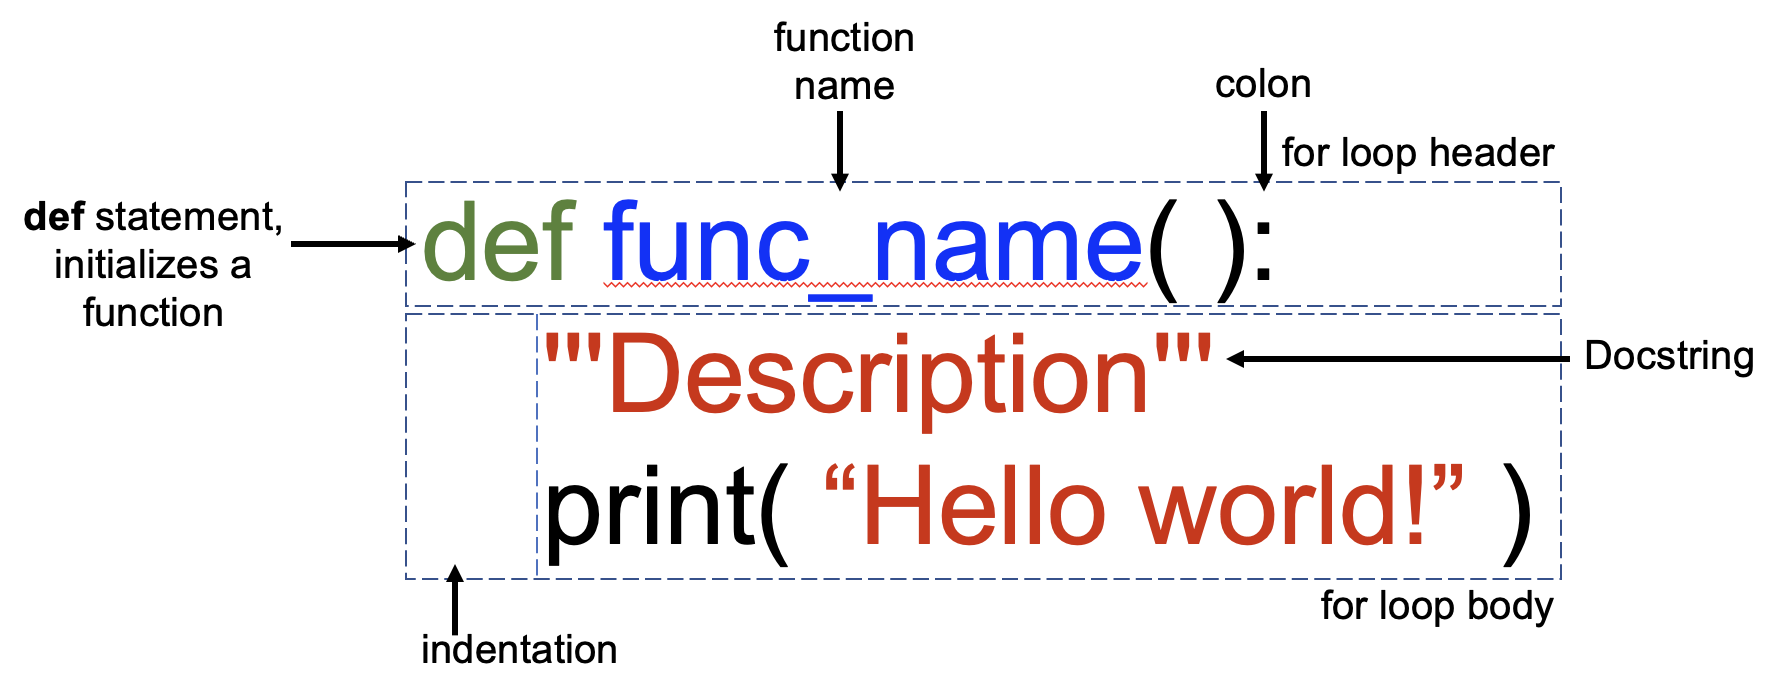 function
name
colon
for loop header
def statement,
initializes a
function
def func_name( ):
'''Description'''
Docstring
print( “Hello world!” )
for loop body
indentation